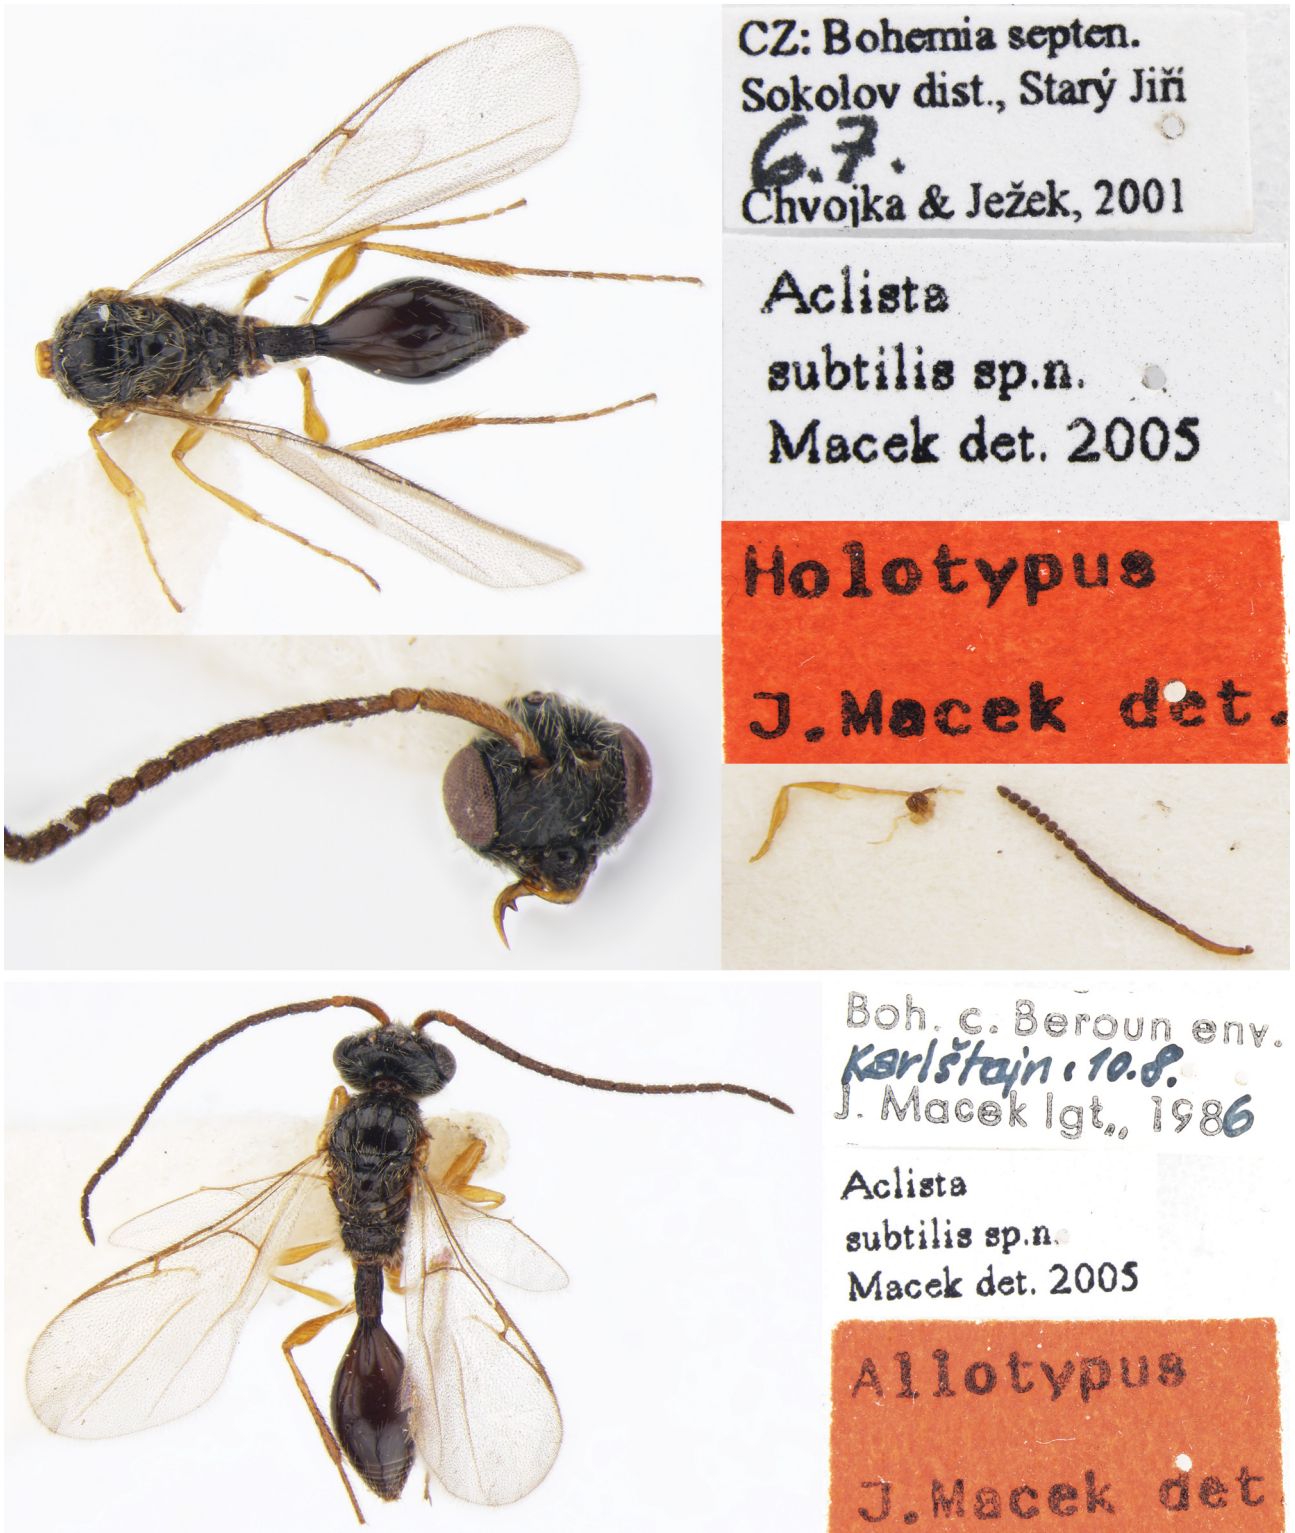 CZ: Bohemia septen.
Sokolov dist., Starý Jiří
6.7.
Chvojka & Ježek, 2001
Aclista
subtilis sp.n.
Macek det. 2005
Holotypus
J.Macek det.
Boh. c. Beroun env.
Karlštejn, 10.8.
J. Macek lgt,, 1986
Aclista
subtilis sp.n.
Macek det. 2005
Allotypus
J.Macek det